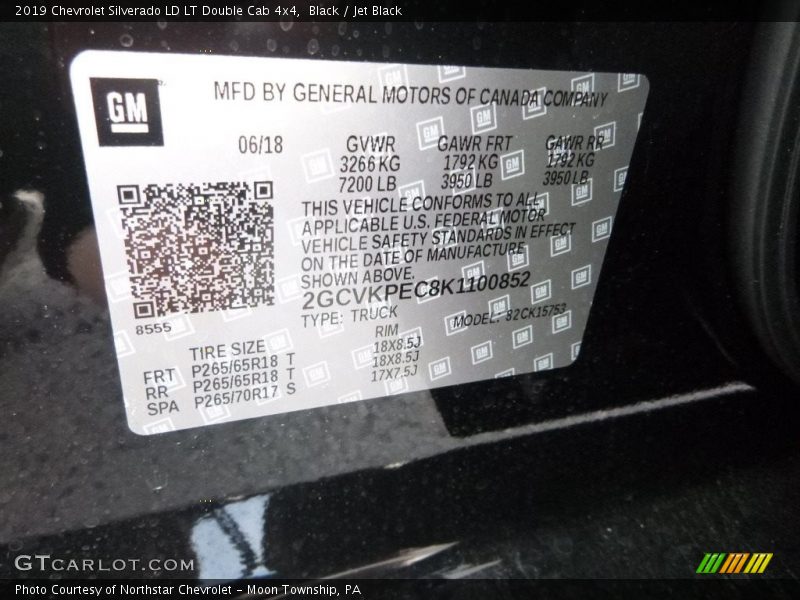 2019 Chevrolet Silverado LD LT Double Cab 4x4, Black / Jet Black
GM
MFD BY GENERAL MOTORS OF CANADA COMPANY
06/18 GVWR GAWR FRT GAWR RR
3266 KG 1792 KG 1792 KG
7200 LB 3950 LB 3950 LB
THIS VEHICLE CONFORMS TO ALL
APPLICABLE U.S. FEDERAL MOTOR
VEHICLE SAFETY STANDARDS IN EFFECT
ON THE DATE OF MANUFACTURE
SHOWN ABOVE.
2GCVKPEC8K1100852
8555
TYPE: TRUCK MODEL: 82CK15753
TIRE SIZE RIM
FRT P265/65R18 T 18X8.5J
RR P265/65R18 T 18X8.5J
SPA P265/70R17 S 17X7.5J
GTCARLOT.COM
Photo Courtesy of Northstar Chevrolet - Moon Township, PA